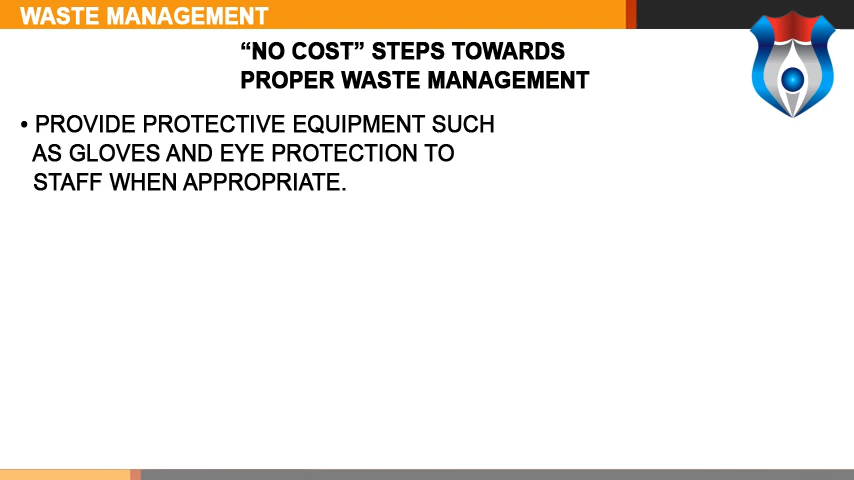 WASTE MANAGEMENT
“NO COST” STEPS TOWARDS
PROPER WASTE MANAGEMENT
• PROVIDE PROTECTIVE EQUIPMENT SUCH
AS GLOVES AND EYE PROTECTION TO
STAFF WHEN APPROPRIATE.